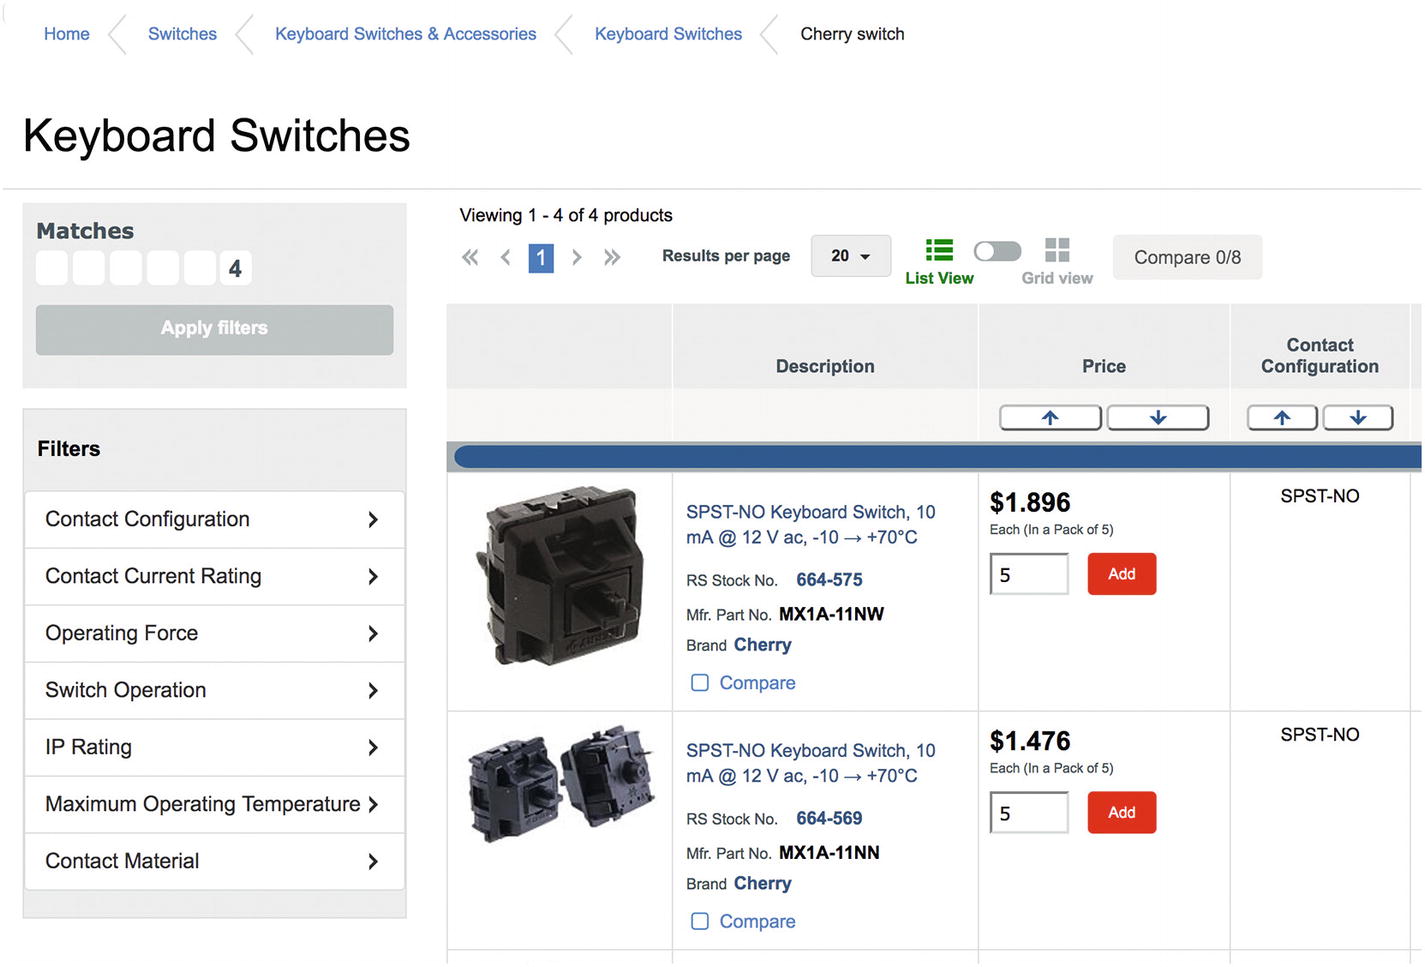 Home
Switches
Keyboard Switches & Accessories
Keyboard Switches
Cherry switch
Keyboard Switches
Matches
4
Apply filters
Filters
Contact Configuration
Contact Current Rating
Operating Force
Switch Operation
IP Rating
Maximum Operating Temperature
Contact Material
Viewing 1 - 4 of 4 products
1
Results per page
20
List View
Grid view
Compare 0/8
Description
Price
Contact
Configuration
SPST-NO Keyboard Switch, 10
mA @ 12 V ac, -10 → +70°C
RS Stock No. 664-575
Mfr. Part No. MX1A-11NW
Brand Cherry
Compare
$1.896
Each (In a Pack of 5)
5
Add
SPST-NO
SPST-NO Keyboard Switch, 10
mA @ 12 V ac, -10 → +70°C
RS Stock No. 664-569
Mfr. Part No. MX1A-11NN
Brand Cherry
Compare
$1.476
Each (In a Pack of 5)
5
Add
SPST-NO